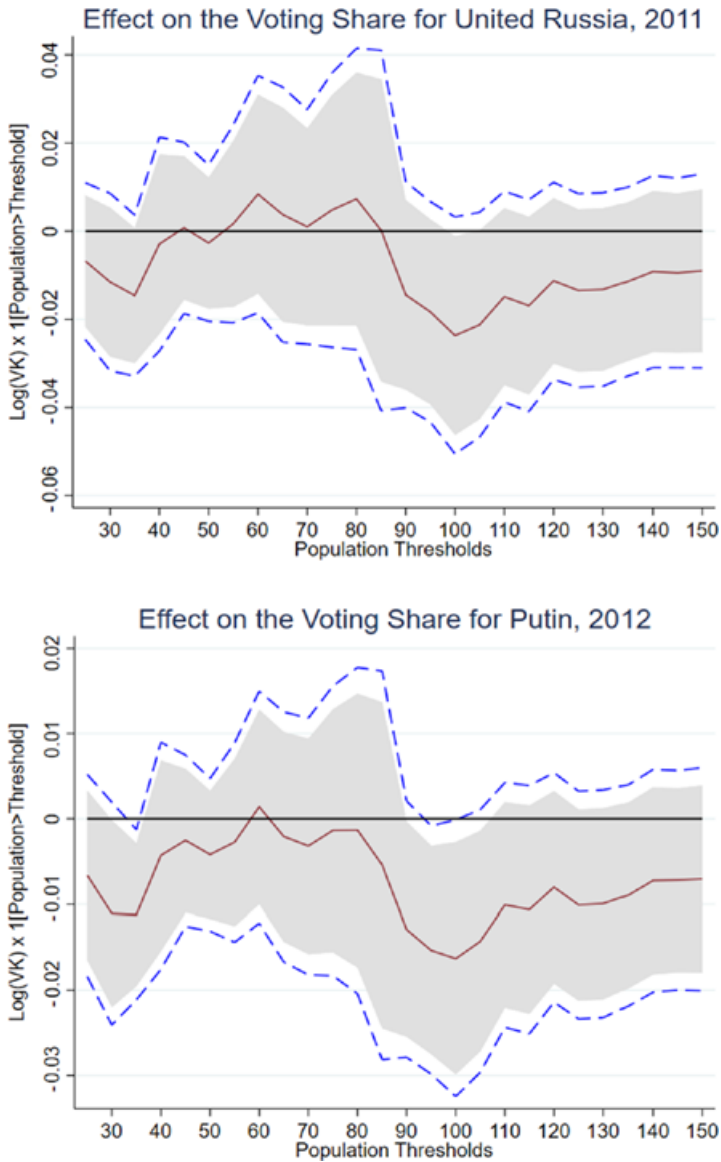 Effect on the Voting Share for United Russia, 2011
Log(VK) x 1[Population>Threshold]
0.04
0.02
0
-0.02
-0.04
-0.06
30 40 50 60 70 80 90 100 110 120 130 140 150
Population Thresholds
Effect on the Voting Share for Putin, 2012
Log(VK) x 1[Population>Threshold]
0.02
0.01
0
-0.01
-0.02
-0.03
30 40 50 60 70 80 90 100 110 120 130 140 150
Population Thresholds